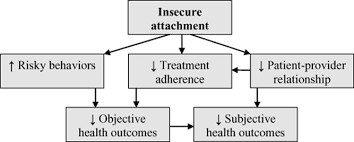 Insecure
attachment
↑ Risky behaviors
↓ Treatment
adherence
↓ Patient-provider
relationship
↓ Objective
health outcomes
↓ Subjective
health outcomes